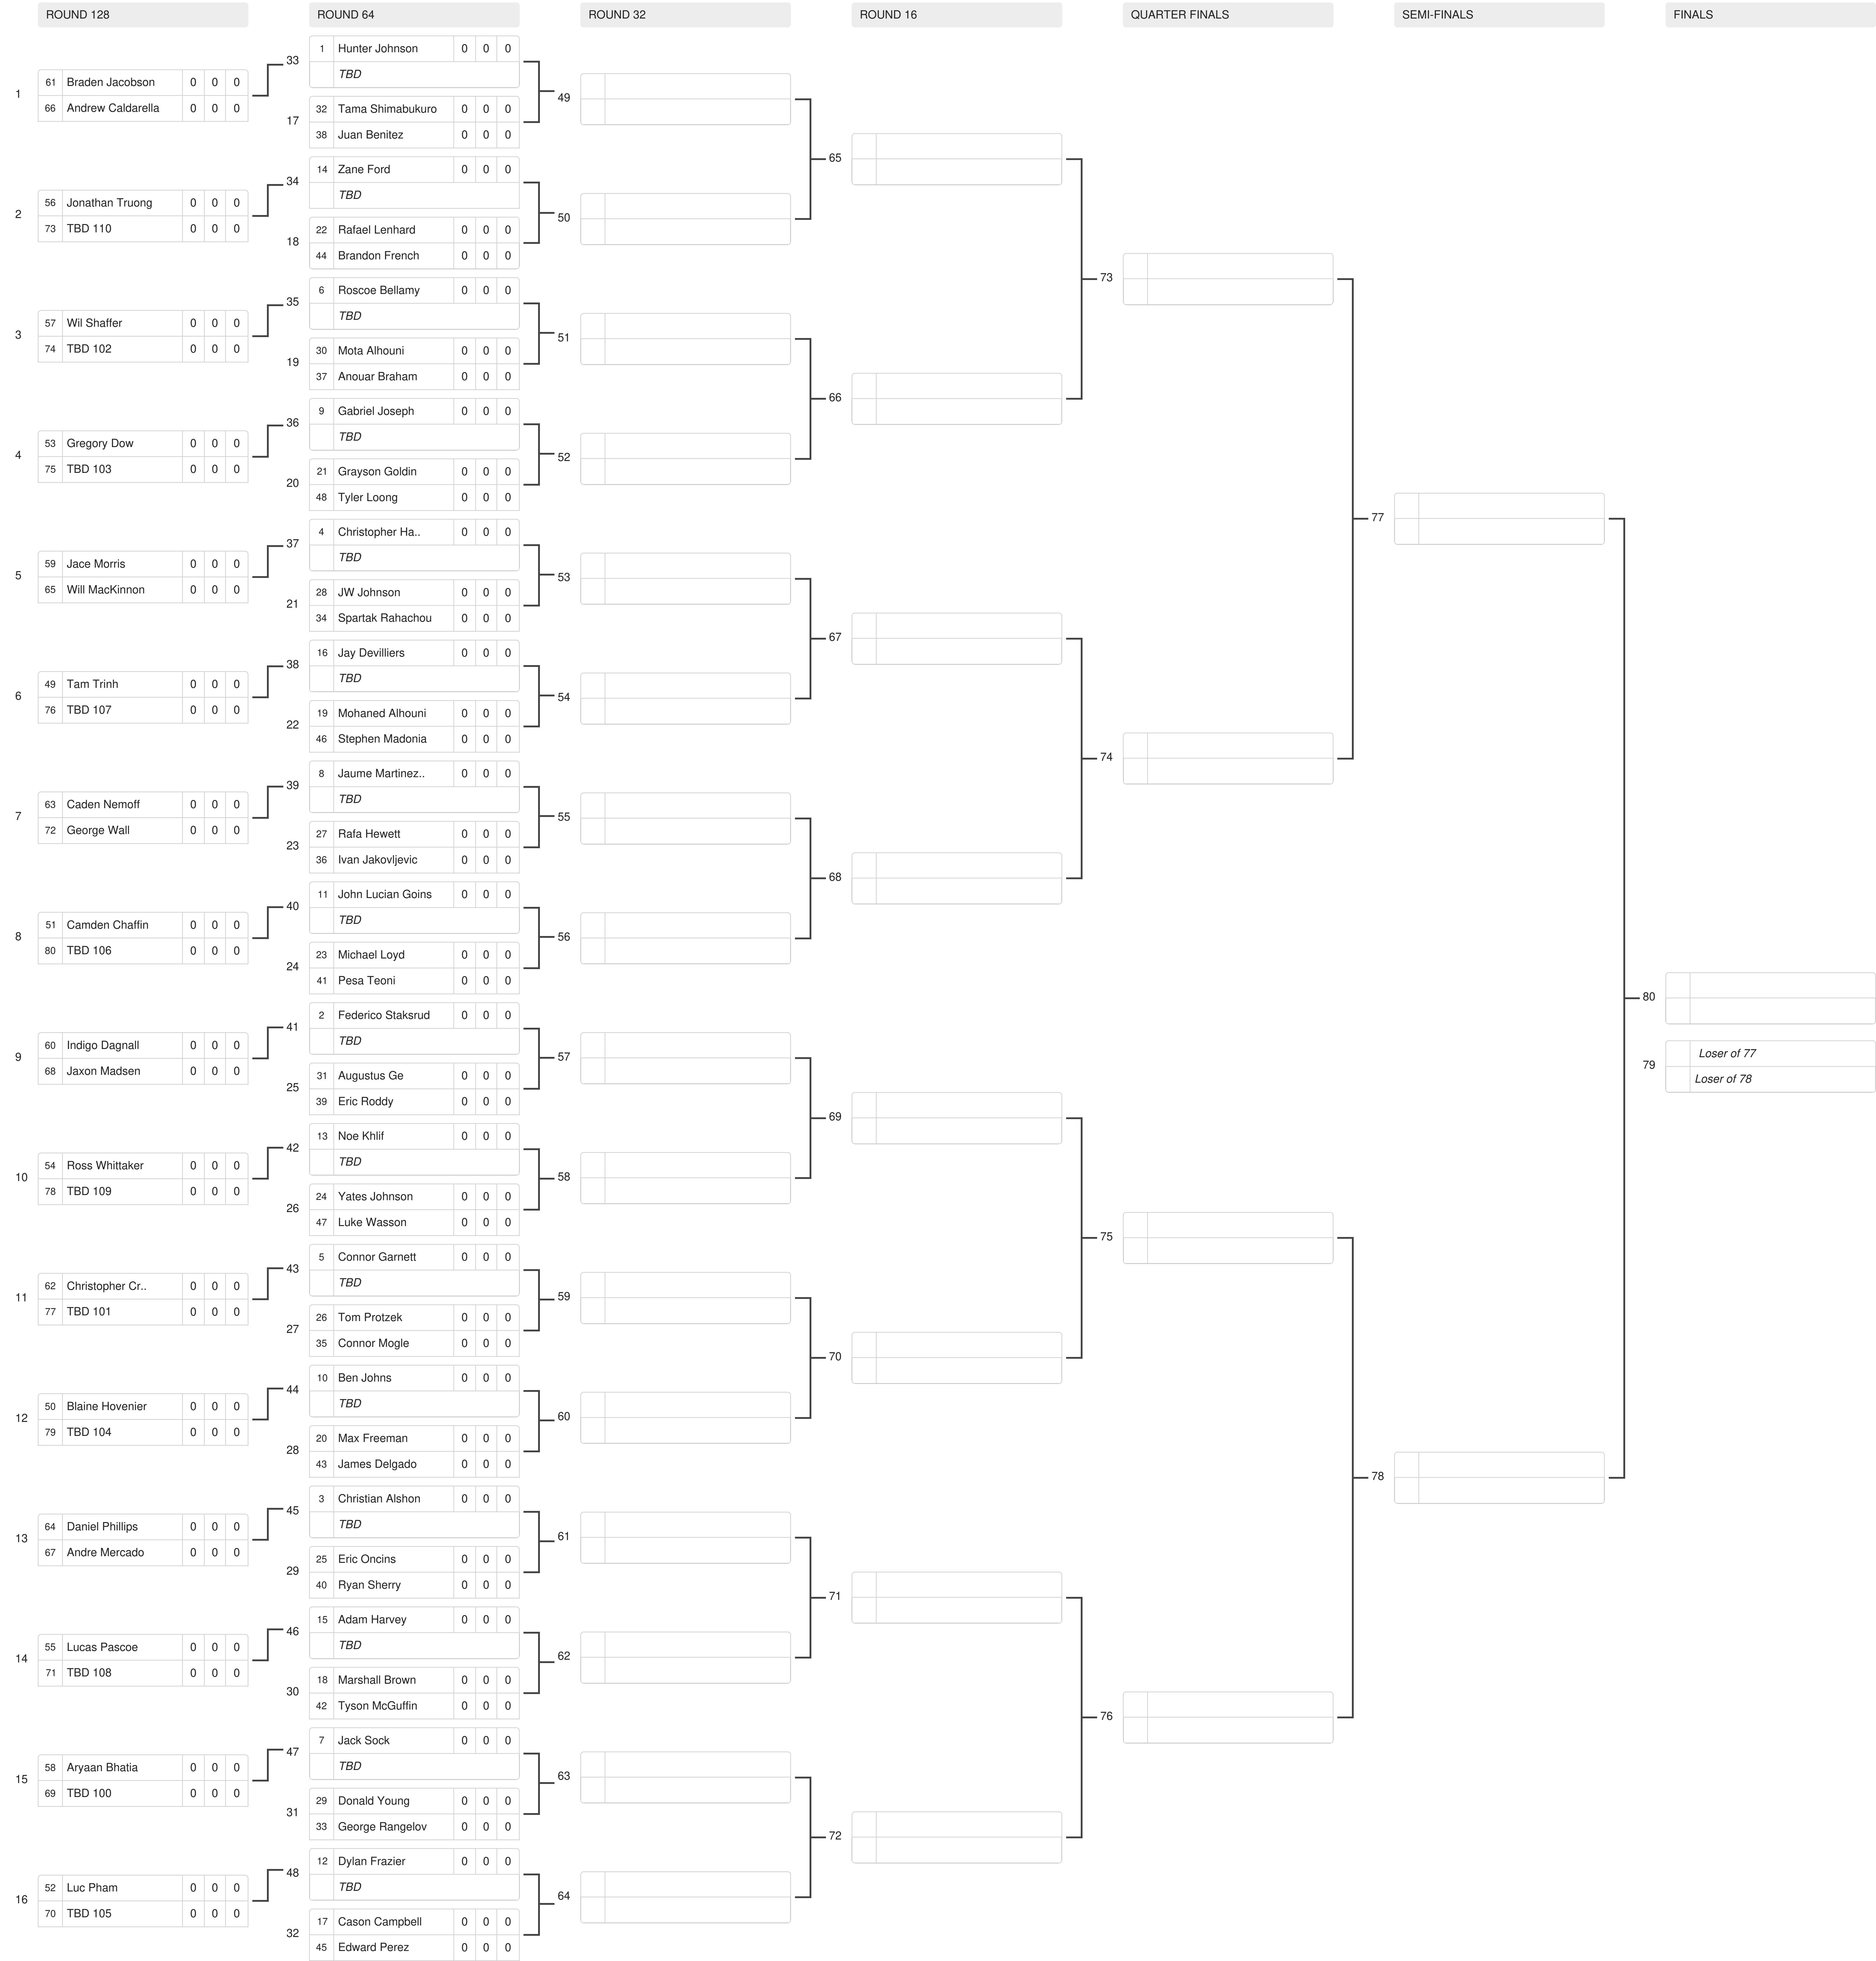 ROUND 128
ROUND 64
ROUND 32
ROUND 16
QUARTER FINALS
SEMI-FINALS
FINALS
1
61 Braden Jacobson 0 0 0
66 Andrew Caldarella 0 0 0
2
56 Jonathan Truong 0 0 0
73 TBD 110 0 0 0
3
57 Wil Shaffer 0 0 0
74 TBD 102 0 0 0
4
53 Gregory Dow 0 0 0
75 TBD 103 0 0 0
5
59 Jace Morris 0 0 0
65 Will MacKinnon 0 0 0
6
49 Tam Trinh 0 0 0
76 TBD 107 0 0 0
7
63 Caden Nemoff 0 0 0
72 George Wall 0 0 0
8
51 Camden Chaffin 0 0 0
80 TBD 106 0 0 0
9
60 Indigo Dagnall 0 0 0
68 Jaxon Madsen 0 0 0
10
54 Ross Whittaker 0 0 0
78 TBD 109 0 0 0
11
62 Christopher Cr.. 0 0 0
77 TBD 101 0 0 0
12
50 Blaine Hovenier 0 0 0
79 TBD 104 0 0 0
13
64 Daniel Phillips 0 0 0
67 Andre Mercado 0 0 0
14
55 Lucas Pascoe 0 0 0
71 TBD 108 0 0 0
15
58 Aryaan Bhatia 0 0 0
69 TBD 100 0 0 0
16
52 Luc Pham 0 0 0
70 TBD 105 0 0 0
33
1 Hunter Johnson 0 0 0
TBD
17
32 Tama Shimabukuro 0 0 0
38 Juan Benitez 0 0 0
34
14 Zane Ford 0 0 0
TBD
18
22 Rafael Lenhard 0 0 0
44 Brandon French 0 0 0
35
6 Roscoe Bellamy 0 0 0
TBD
19
30 Mota Alhouni 0 0 0
37 Anouar Braham 0 0 0
36
9 Gabriel Joseph 0 0 0
TBD
20
21 Grayson Goldin 0 0 0
48 Tyler Loong 0 0 0
37
4 Christopher Ha.. 0 0 0
TBD
21
28 JW Johnson 0 0 0
34 Spartak Rahachou 0 0 0
38
16 Jay Devilliers 0 0 0
TBD
22
19 Mohaned Alhouni 0 0 0
46 Stephen Madonia 0 0 0
39
8 Jaume Martinez.. 0 0 0
TBD
23
27 Rafa Hewett 0 0 0
36 Ivan Jakovljevic 0 0 0
40
11 John Lucian Goins 0 0 0
TBD
24
23 Michael Loyd 0 0 0
41 Pesa Teoni 0 0 0
41
2 Federico Staksrud 0 0 0
TBD
25
31 Augustus Ge 0 0 0
39 Eric Roddy 0 0 0
42
13 Noe Khlif 0 0 0
TBD
26
24 Yates Johnson 0 0 0
47 Luke Wasson 0 0 0
43
5 Connor Garnett 0 0 0
TBD
27
26 Tom Protzek 0 0 0
35 Connor Mogle 0 0 0
44
10 Ben Johns 0 0 0
TBD
28
20 Max Freeman 0 0 0
43 James Delgado 0 0 0
45
3 Christian Alshon 0 0 0
TBD
29
25 Eric Oncins 0 0 0
40 Ryan Sherry 0 0 0
46
15 Adam Harvey 0 0 0
TBD
30
18 Marshall Brown 0 0 0
42 Tyson McGuffin 0 0 0
47
7 Jack Sock 0 0 0
TBD
31
29 Donald Young 0 0 0
33 George Rangelov 0 0 0
48
12 Dylan Frazier 0 0 0
TBD
32
17 Cason Campbell 0 0 0
45 Edward Perez 0 0 0
49
50
51
52
53
54
55
56
57
58
59
60
61
62
63
64
65
66
67
68
69
70
71
72
73
74
75
76
77
78
80
79
Loser of 77
Loser of 78